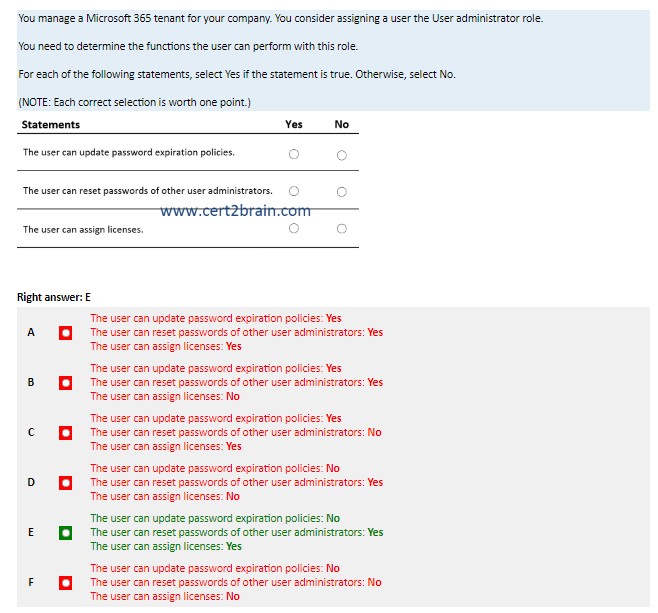 You manage a Microsoft 365 tenant for your company. You consider assigning a user the User administrator role.
You need to determine the functions the user can perform with this role.
For each of the following statements, select Yes if the statement is true. Otherwise, select No.
(NOTE: Each correct selection is worth one point.)
Statements Yes No
The user can update password expiration policies.
The user can reset passwords of other user administrators.
www.cert2brain.com
The user can assign licenses.
Right answer: E
The user can update password expiration policies: Yes
A The user can reset passwords of other user administrators: Yes
The user can assign licenses: Yes
The user can update password expiration policies: Yes
B The user can reset passwords of other user administrators: Yes
The user can assign licenses: No
The user can update password expiration policies: Yes
C The user can reset passwords of other user administrators: No
The user can assign licenses: Yes
The user can update password expiration policies: No
D The user can reset passwords of other user administrators: Yes
The user can assign licenses: No
The user can update password expiration policies: No
E The user can reset passwords of other user administrators: Yes
The user can assign licenses: Yes
The user can update password expiration policies: No
F The user can reset passwords of other user administrators: No
The user can assign licenses: No